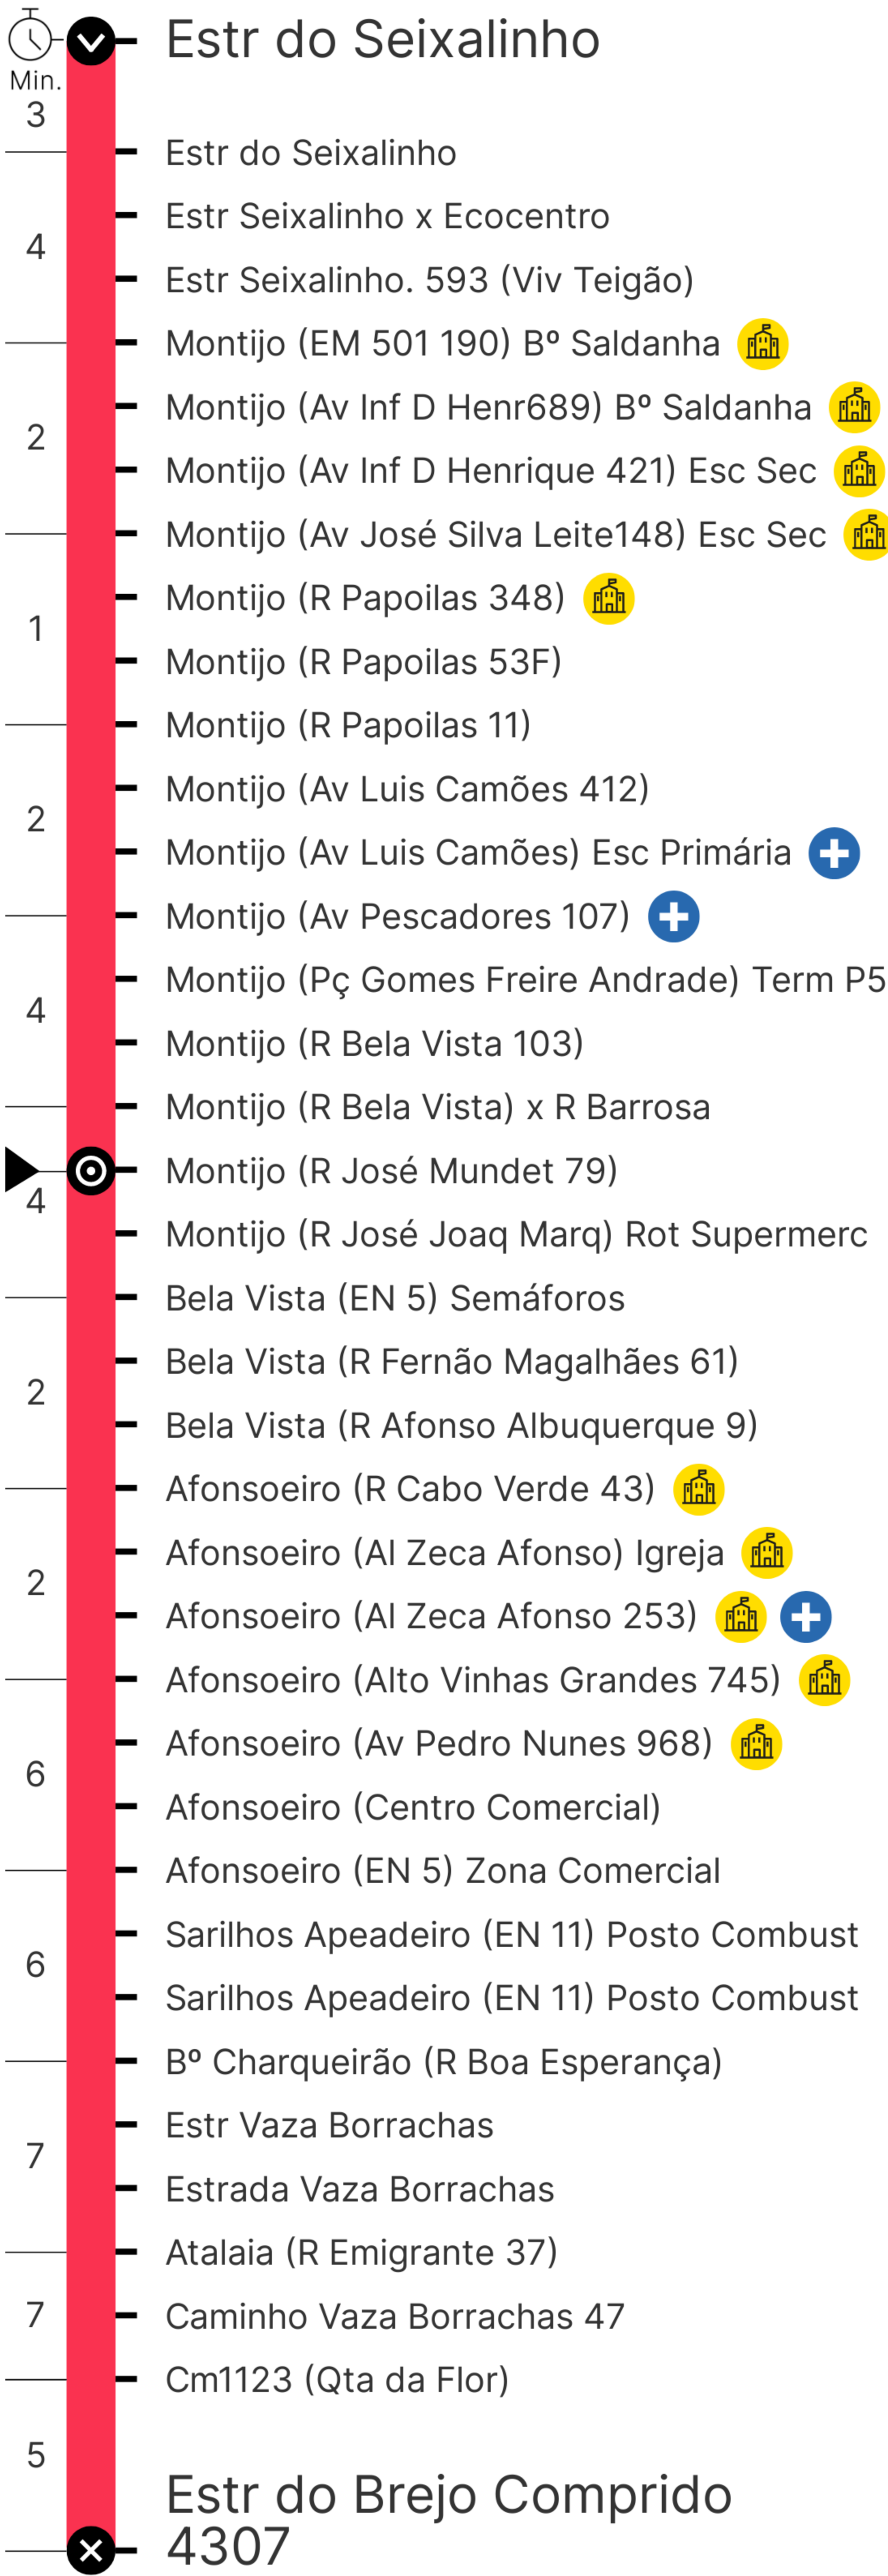 Estr do Seixalinho
Min.
3
Estr do Seixalinho
Estr Seixalinho x Ecocentro
4
Estr Seixalinho. 593 (Viv Teigão)
Montijo (EM 501 190) Bº Saldanha
Montijo (Av Inf D Henr689) Bº Saldanha
2
Montijo (Av Inf D Henrique 421) Esc Sec
Montijo (Av José Silva Leite148) Esc Sec
Montijo (R Papoilas 348)
1
Montijo (R Papoilas 53F)
Montijo (R Papoilas 11)
Montijo (Av Luis Camões 412)
2
Montijo (Av Luis Camões) Esc Primária
Montijo (Av Pescadores 107)
Montijo (Pç Gomes Freire Andrade) Term P5
4
Montijo (R Bela Vista 103)
Montijo (R Bela Vista) x R Barrosa
Montijo (R José Mundet 79)
4
Montijo (R José Joaq Marq) Rot Supermerc
Bela Vista (EN 5) Semáforos
Bela Vista (R Fernão Magalhães 61)
2
Bela Vista (R Afonso Albuquerque 9)
Afonsoeiro (R Cabo Verde 43)
Afonsoeiro (Al Zeca Afonso) Igreja
2
Afonsoeiro (Al Zeca Afonso 253)
Afonsoeiro (Alto Vinhas Grandes 745)
Afonsoeiro (Av Pedro Nunes 968)
6
Afonsoeiro (Centro Comercial)
Afonsoeiro (EN 5) Zona Comercial
Sarilhos Apeadeiro (EN 11) Posto Combust
6
Sarilhos Apeadeiro (EN 11) Posto Combust
Bº Charqueirão (R Boa Esperança)
Estr Vaza Borrachas
7
Estrada Vaza Borrachas
Atalaia (R Emigrante 37)
7
Caminho Vaza Borrachas 47
Cm1123 (Qta da Flor)
5
Estr do Brejo Comprido
4307